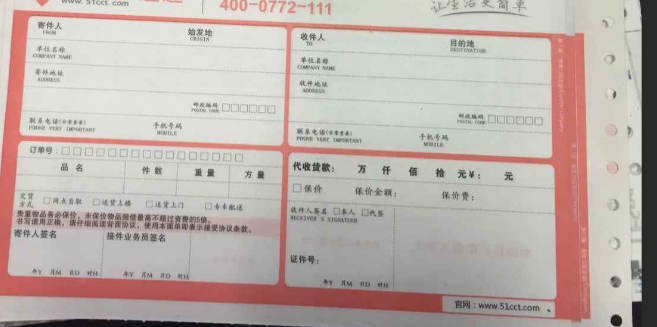 www.51cct.com
400-0772-111
让生活更简单
寄件人 始发地
FROM ORIGIN
单位名称
COMPANY NAME
寄件地址
ADDRESS
邮政编码
POSTAL CODE
联系电话(非常重要) 手机号码
PHONE VERY IMPORTANT MOBILE
收件人 目的地
TO DESTINATION
单位名称
COMPANY NAME
收件地址
ADDRESS
邮政编码
POSTAL CODE
联系电话(非常重要) 手机号码
PHONE VERY IMPORTANT MOBILE
订单号:
品名 件数 重量 方量
交货方式 网点自取 送货上楼 送货上门 专车配送
贵重物品务必保价,未保价物品赔偿最高不超过资费的5倍。
书写请用正楷,请仔细阅读背面协议,使用本面单即表示接受协议条款。
寄件人签名 接件业务员签名
年Y 月M 日D 时H 年Y 月M 日D 时H
代收货款: 万 仟 佰 拾 元¥: 元
保价 保价金额: 保价费:
收件人签名 本人 代签
RECEIVER'S SIGNATURE
证件号:
年Y 月M 日D 时H
官网:www.51cct.com